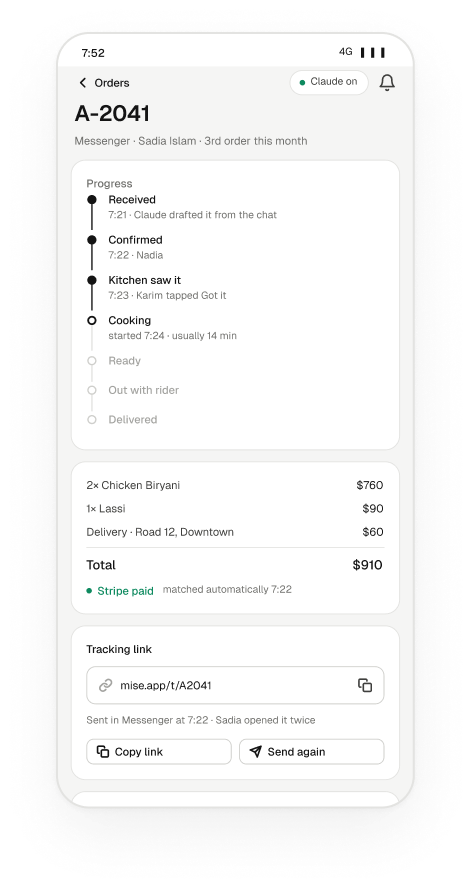 7:52 4G
Orders Claude on
A-2041
Messenger · Sadia Islam · 3rd order this month
Progress
Received
7:21 · Claude drafted it from the chat
Confirmed
7:22 · Nadia
Kitchen saw it
7:23 · Karim tapped Got it
Cooking
started 7:24 · usually 14 min
Ready
Out with rider
Delivered
2× Chicken Biryani $760
1× Lassi $90
Delivery · Road 12, Downtown $60
Total $910
Stripe paid matched automatically 7:22
Tracking link
mise.app/t/A2041
Sent in Messenger at 7:22 · Sadia opened it twice
Copy link Send again